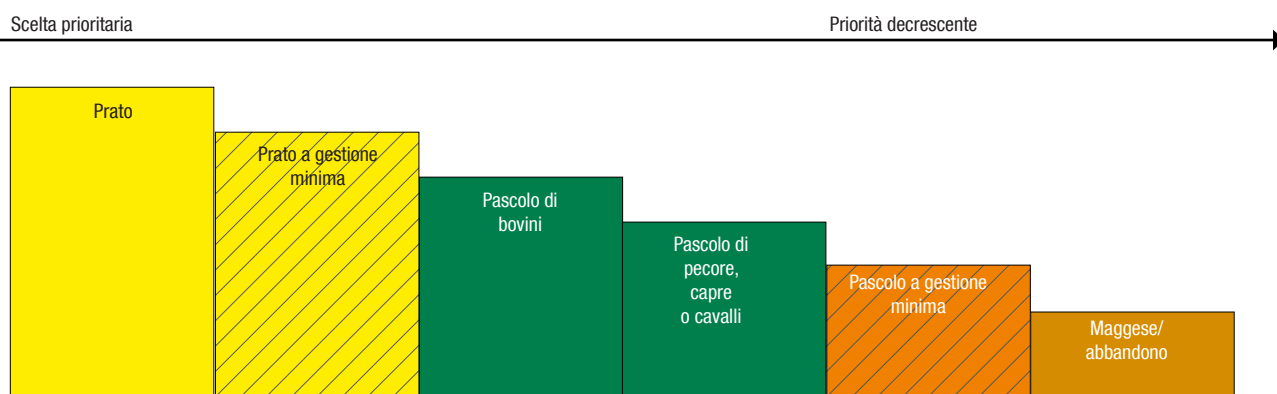 Scelta prioritaria
Priorità decrescente
Prato
Prato a gestione
minima
Pascolo di
bovini
Pascolo di
pecore,
capre
o cavalli
Pascolo a gestione
minima
Maggese/
abbandono